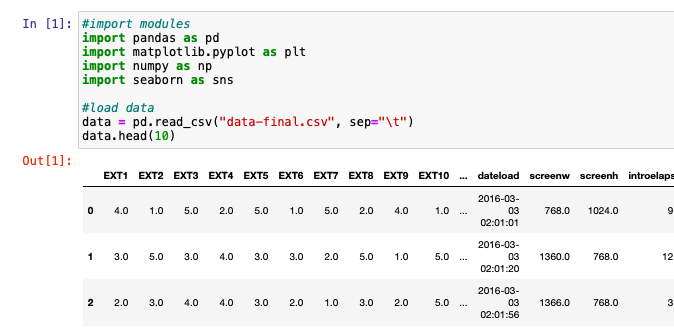 In [1]: #import modules
import pandas as pd
import matplotlib.pyplot as plt
import numpy as np
import seaborn as sns
#load data
data = pd.read_csv("data-final.csv", sep="\t")
data.head(10)
Out[1]:
EXT1 EXT2 EXT3 EXT4 EXT5 EXT6 EXT7 EXT8 EXT9 EXT10 ... dateload screenw screenh introelaps
2016-03-
0 4.0 1.0 5.0 2.0 5.0 1.0 5.0 2.0 4.0 1.0 ... 03 768.0 1024.0 9
02:01:01
2016-03-
1 3.0 5.0 3.0 4.0 3.0 3.0 2.0 5.0 1.0 5.0 ... 03 1360.0 768.0 12
02:01:20
2016-03-
2 2.0 3.0 4.0 4.0 3.0 2.0 1.0 3.0 2.0 5.0 ... 03 1366.0 768.0 3
02:01:56